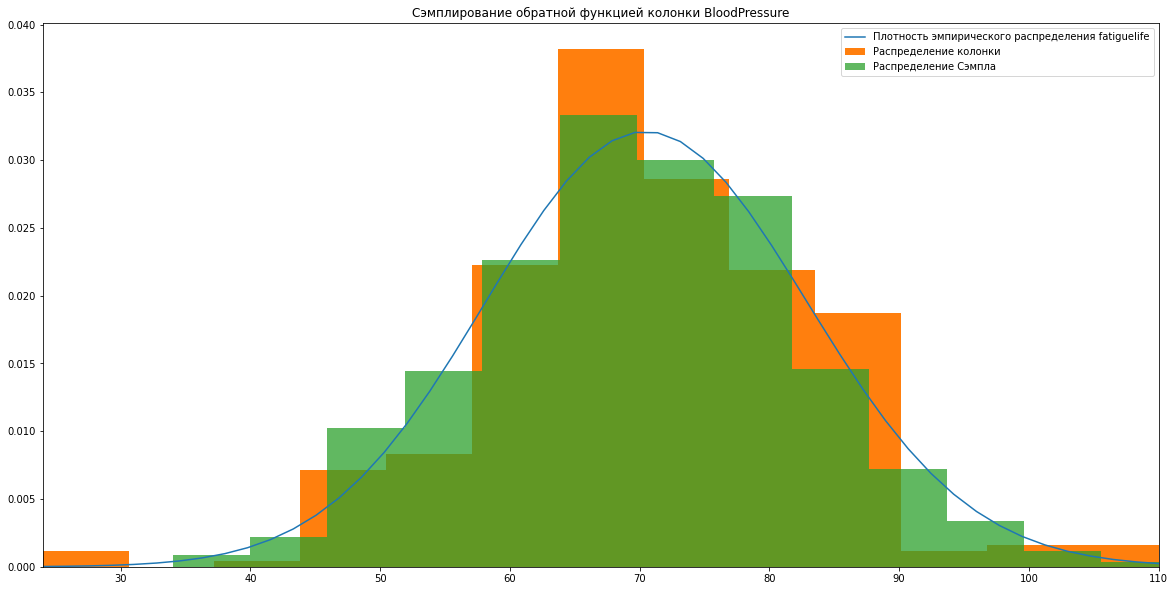 Сэмплирование обратной функцией колонки BloodPressure
Плотность эмпирического распределения fatiguelife
Распределение колонки
Распределение Сэмпла
0.040
0.035
0.030
0.025
0.020
0.015
0.010
0.005
0.000
30 40 50 60 70 80 90 100 110